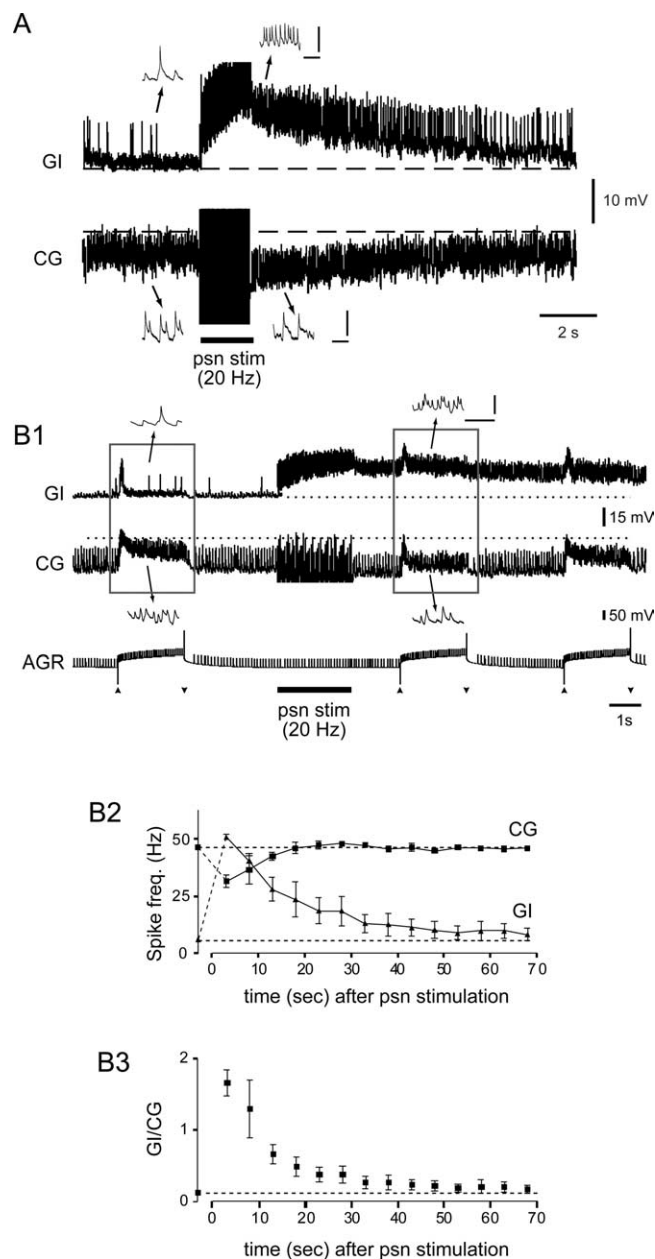 A
GI
10 mV
CG
2 s
psn stim
(20 Hz)
B1
GI
15 mV
CG
50 mV
AGR
psn stim
(20 Hz)
1s
B2
50
25
0
Spike freq. (Hz)
CG
GI
0 10 20 30 40 50 60 70
time (sec) after psn stimulation
B3
2
1
0
GI/CG
0 10 20 30 40 50 60 70
time (sec) after psn stimulation